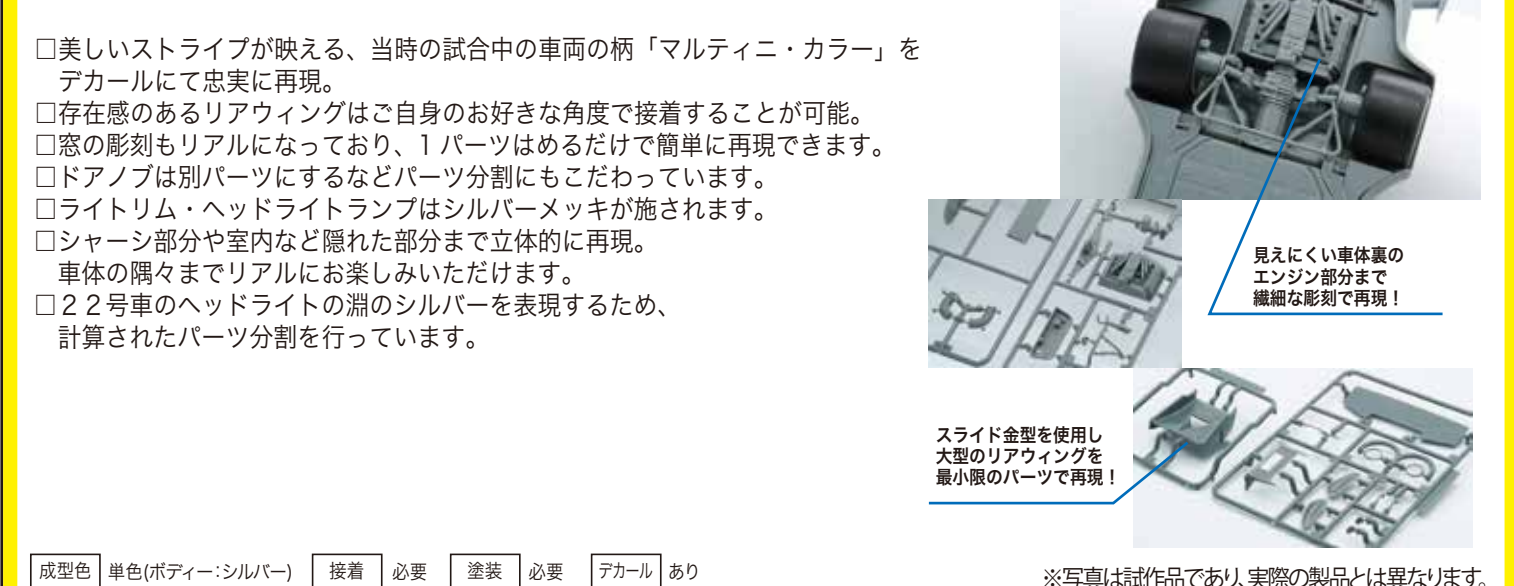 □美しいストライプが映える、当時の試合中の車両の柄「マルティニ・カラー」を
デカールにて忠実に再現。
□存在感のあるリアウィングはご自身のお好きな角度で接着することが可能。
□窓の彫刻もリアルになっており、1パーツはめるだけで簡単に再現できます。
□ドアノブは別パーツにするなどパーツ分割にもこだわっています。
□ライトリム・ヘッドライトランプはシルバーメッキが施されます。
□シャーシ部分や室内など隠れた部分まで立体的に再現。
車体の隅々までリアルにお楽しみいただけます。
□２２号車のヘッドライトの淵のシルバーを表現するため、
計算されたパーツ分割を行っています。
見えにくい車体裏の
エンジン部分まで
繊細な彫刻で再現！
スライド金型を使用し
大型のリアウィングを
最小限のパーツで再現！
成型色 単色(ボディー：シルバー) 接着 必要 塗装 必要 デカール あり
※写真は試作品であり、実際の製品とは異なります。